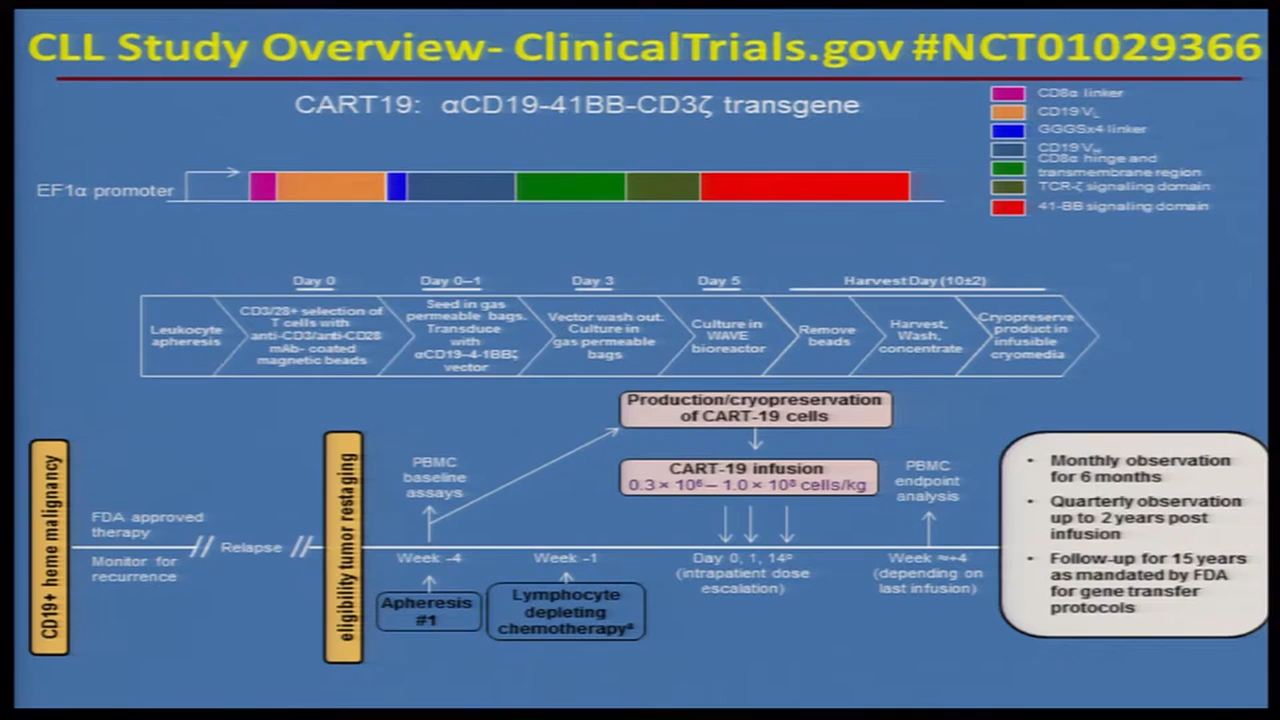 CLL Study Overview- ClinicalTrials.gov #NCT01029366
CART19: αCD19-41BB-CD3ζ transgene
CD8α linker
CD19 VL
GGGSx4 linker
CD19 VH
CD8α hinge and
transmembrane region
TCR-ζ signaling domain
41-BB signaling domain
EF1α promoter
Day 0
Day 0–1
Day 3
Day 5
Harvest Day (10±2)
Leukocyte
apheresis
CD3/28+ selection of
T cells with
anti-CD3/anti-CD28
mAb- coated
magnetic beads
Seed in gas
permeable bags.
Transduce
with
αCD19-4-1BBζ
vector
Vector wash out.
Culture in
gas permeable
bags
Culture in
WAVE
bioreactor
Remove
beads
Harvest,
Wash,
concentrate
Cryopreserve
product in
infusible
cryomedia
Production/cryopreservation
of CART-19 cells
CART-19 infusion
0.3 × 10⁶ – 1.0 × 10⁸ cells/kg
CD19+ heme malignancy
FDA approved
therapy
Monitor for
recurrence
Relapse
eligibility tumor restaging
PBMC
baseline
assays
Week -4
Apheresis
#1
Week -1
Lymphocyte
depleting
chemotherapyª
Day 0, 1, 14
(intrapatient dose
escalation)
PBMC
endpoint
analysis
Week ≈+4
(depending on
last infusion)
• Monthly observation
for 6 months
• Quarterly observation
up to 2 years post
infusion
• Follow-up for 15 years
as mandated by FDA
for gene transfer
protocols